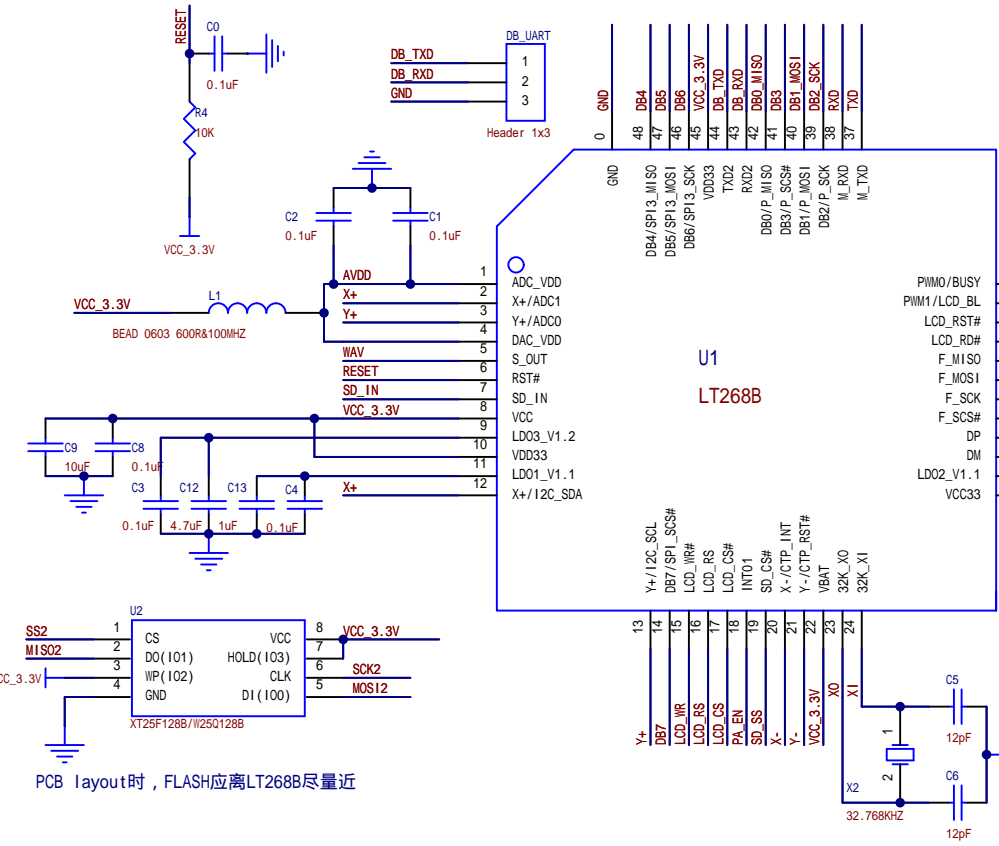 RESET
C0
0.1uF
R4
10K
VCC_3.3V
DB_UART
DB_TXD
1
DB_RXD
2
GND
3
Header 1x3
GND
DB4
DB5
DB6
VCC_3.3V
DB_TXD
DB_RXD
DB0_MISO
DB3
DB1_MOSI
DB2_SCK
RXD
TXD
0
48
47
46
45
44
43
42
41
40
39
38
37
GND
DB4/SPI3_MISO
DB5/SPI3_MOSI
DB6/SPI3_SCK
VDD33
TXD2
RXD2
DB0/P_MISO
DB3/P_SCS#
DB1/P_MOSI
DB2/P_SCK
M_RXD
M_TXD
C2
0.1uF
C1
0.1uF
VCC_3.3V
L1
BEAD 0603 600R&100MHZ
AVDD
1
ADC_VDD
X+
2
X+/ADC1
Y+
3
Y+/ADC0
4
DAC_VDD
WAV
5
S_OUT
RESET
6
RST#
SD_IN
7
SD_IN
VCC_3.3V
8
VCC
9
LDO3_V1.2
10
VDD33
11
LDO1_V1.1
X+
12
X+/I2C_SDA
U1
LT268B
PWM0/BUSY
PWM1/LCD_BL
LCD_RST#
LCD_RD#
F_MISO
F_MOSI
F_SCK
F_SCS#
DP
DM
LDO2_V1.1
VCC33
C9
10uF
C8
0.1uF
C3
0.1uF
C12
4.7uF
C13
1uF
C4
0.1uF
Y+/I2C_SCL
DB7/SPI_SCS#
LCD_WR#
LCD_RS
LCD_CS#
INT01
SD_CS#
X-/CTP_INT
Y-/CTP_RST#
VBAT
32K_XO
32K_XI
13
14
15
16
17
18
19
20
21
22
23
24
Y+
DB7
LCD_WR
LCD_RS
LCD_CS
PA_EN
SD_SS
X-
Y-
VCC_3.3V
XO
XI
U2
SS2
1
CS
VCC
8
VCC_3.3V
MISO2
2
DO(IO1)
HOLD(IO3)
7
CC_3.3V
3
WP(IO2)
CLK
6
SCK2
4
GND
DI(IO0)
5
MOSI2
XT25F128B/W25Q128B
PCB layout时，FLASH应离LT268B尽量近
C5
12pF
1
2
X2
32.768KHZ
C6
12pF